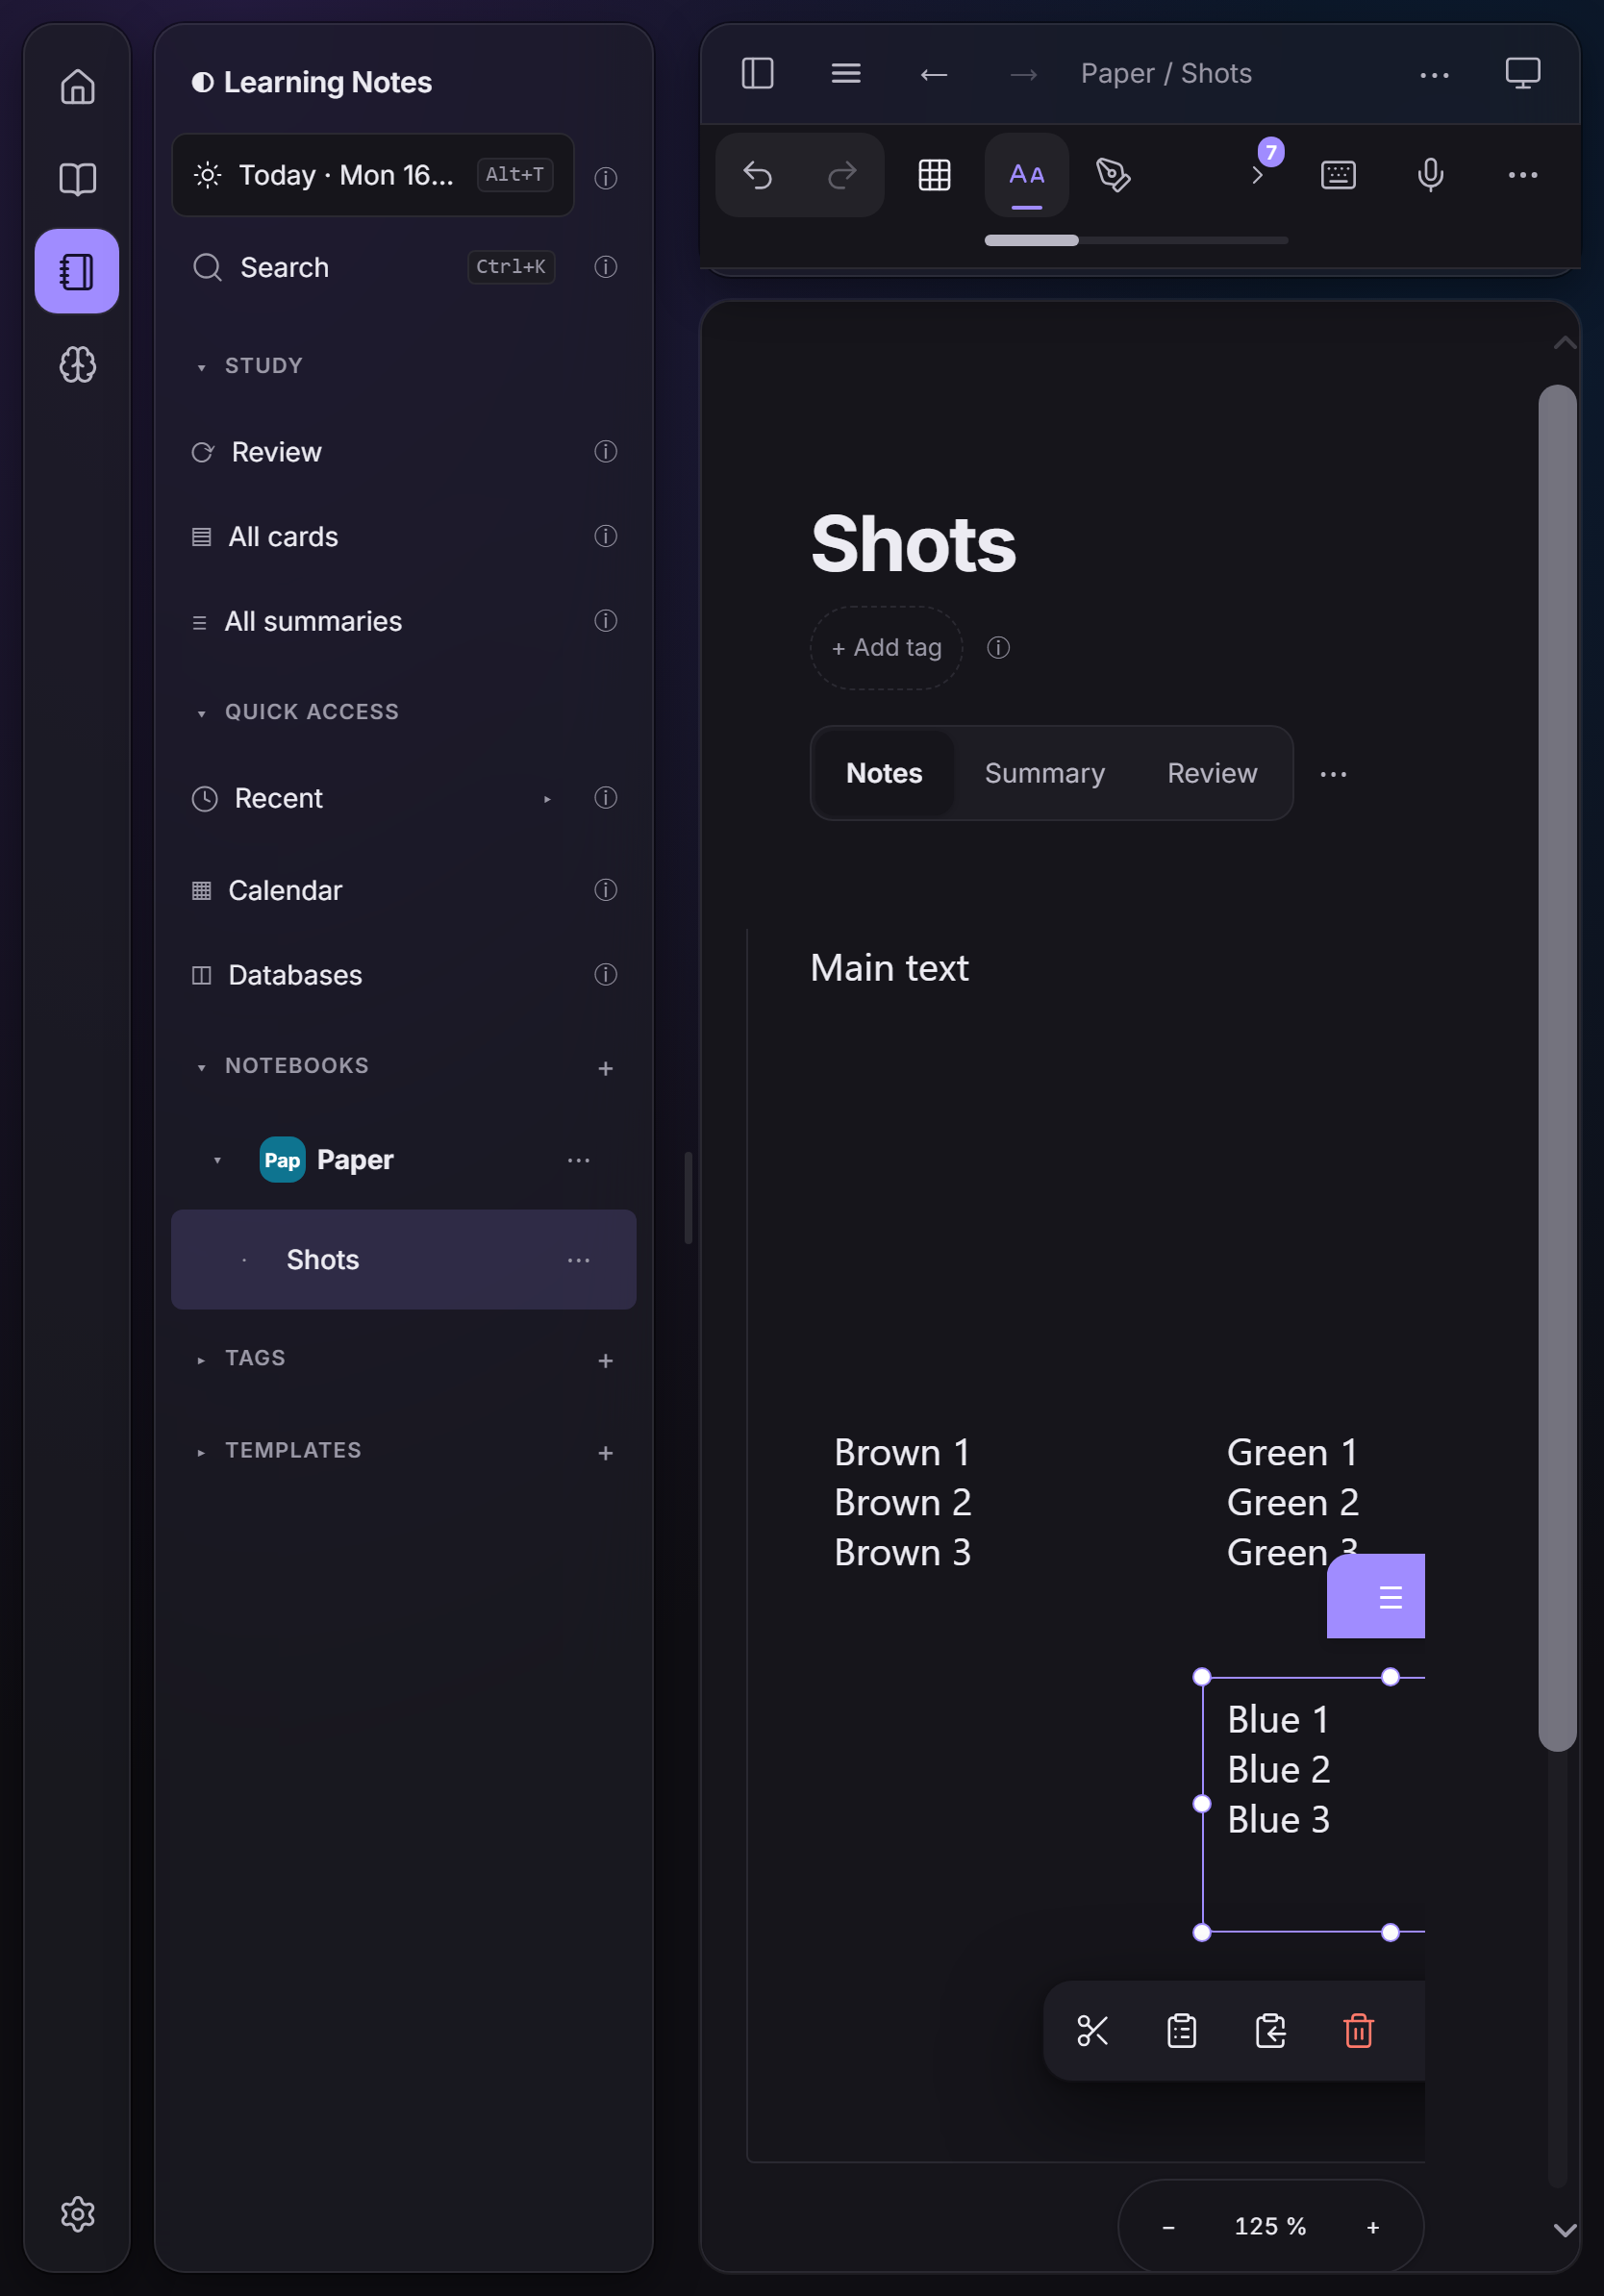 Learning Notes
Today · Mon 16... Alt+T
Search Ctrl+K
STUDY
Review
All cards
All summaries
QUICK ACCESS
Recent
Calendar
Databases
NOTEBOOKS +
Pap Paper
Shots
TAGS +
TEMPLATES +
Paper / Shots
AA
7
Shots
+ Add tag
Notes Summary Review
Main text
Brown 1
Brown 2
Brown 3
Green 1
Green 2
Green 3
Blue 1
Blue 2
Blue 3
− 125 % +